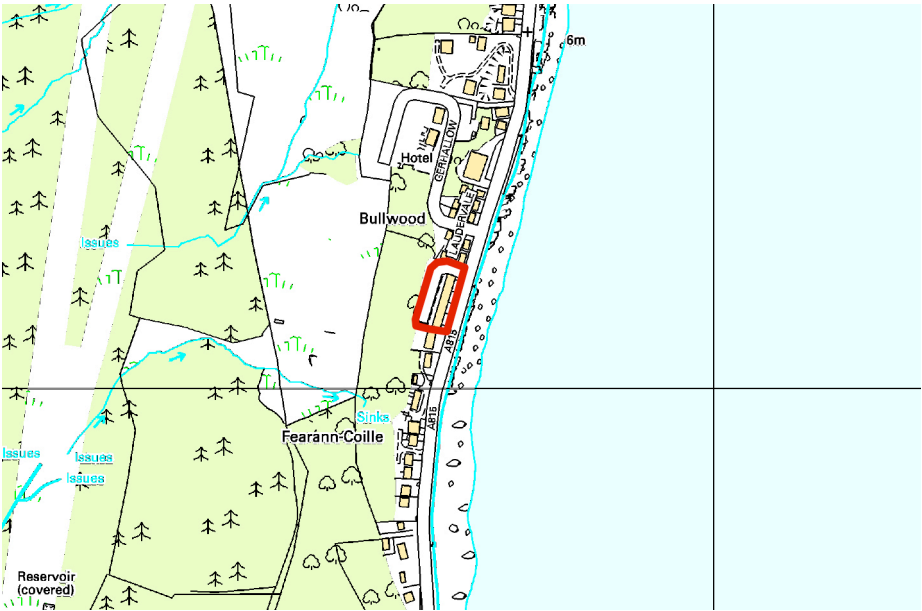 6m
Hotel
GERHALLOW
LAUDERVALE
Bullwood
Issues
A815
A815
Sinks
Fearann-Coille
Issues
Issues
Issues
Reservoir
(covered)